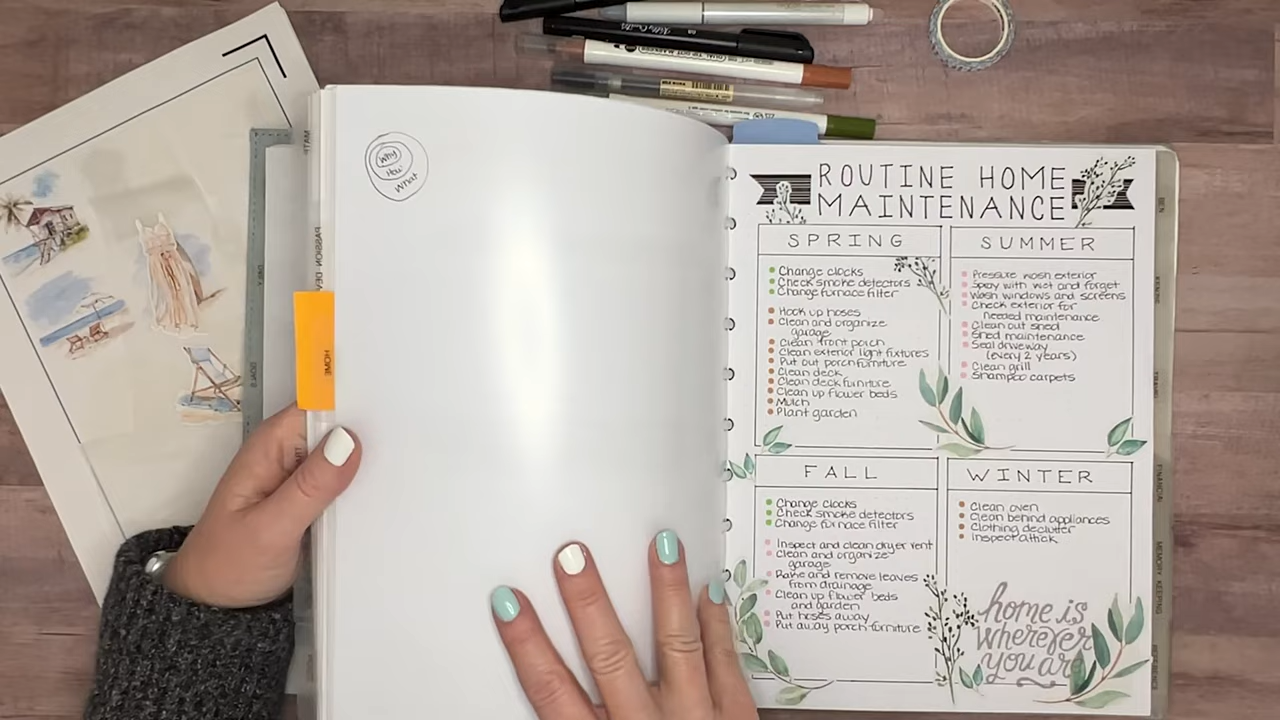 Why
How
What
HOME
ROUTINE HOME
MAINTENANCE
SPRING
Change clocks
Check smoke detectors
Change furnace filter
Hook up hoses
Clean and organize
garage
Clean front porch
Clean exterior light fixtures
Put out porch furniture
Clean deck
Clean deck furniture
Clean up flower beds
Mulch
Plant garden
SUMMER
Pressure wash exterior
Spray with wet and forget
Wash windows and screens
Check exterior for
needed maintenance
Clean out shed
Shed maintenance
Seal driveway
(every 2 years)
Clean grill
Shampoo carpets
FALL
Change clocks
Check smoke detectors
Change furnace filter
Inspect and clean dryer vent
Clean and organize
garage
Rake and remove leaves
from drainage
Clean up flower beds
and garden
Put hoses away
Put away porch furniture
WINTER
Clean oven
Clean behind appliances
Clothing declutter
Inspect attick
home is
wherever
you are
FINANCIAL
MEMORY KEEPING